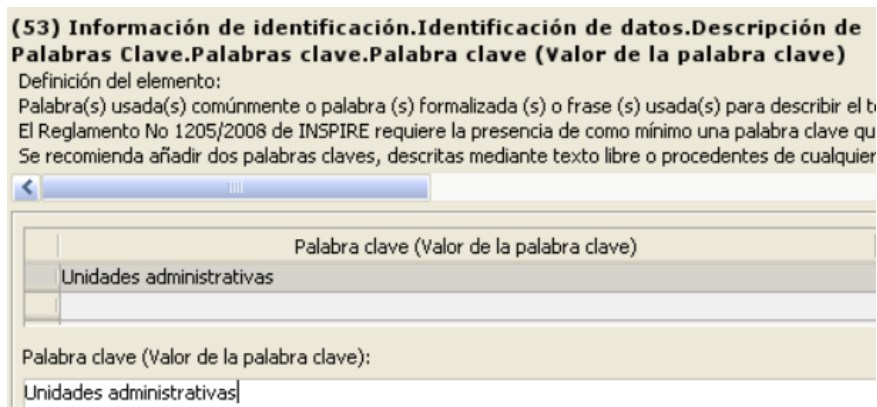 (53) Información de identificación.Identificación de datos.Descripción de
Palabras Clave.Palabras clave.Palabra clave (Valor de la palabra clave)
Definición del elemento:
Palabra(s) usada(s) comúnmente o palabra (s) formalizada (s) o frase (s) usada(s) para describir el
El Reglamento No 1205/2008 de INSPIRE requiere la presencia de como mínimo una palabra clave
Se recomienda añadir dos palabras claves, descritas mediante texto libre o procedentes de cualquier
Palabra clave (Valor de la palabra clave)
Unidades administrativas
Palabra clave (Valor de la palabra clave):
Unidades administrativas